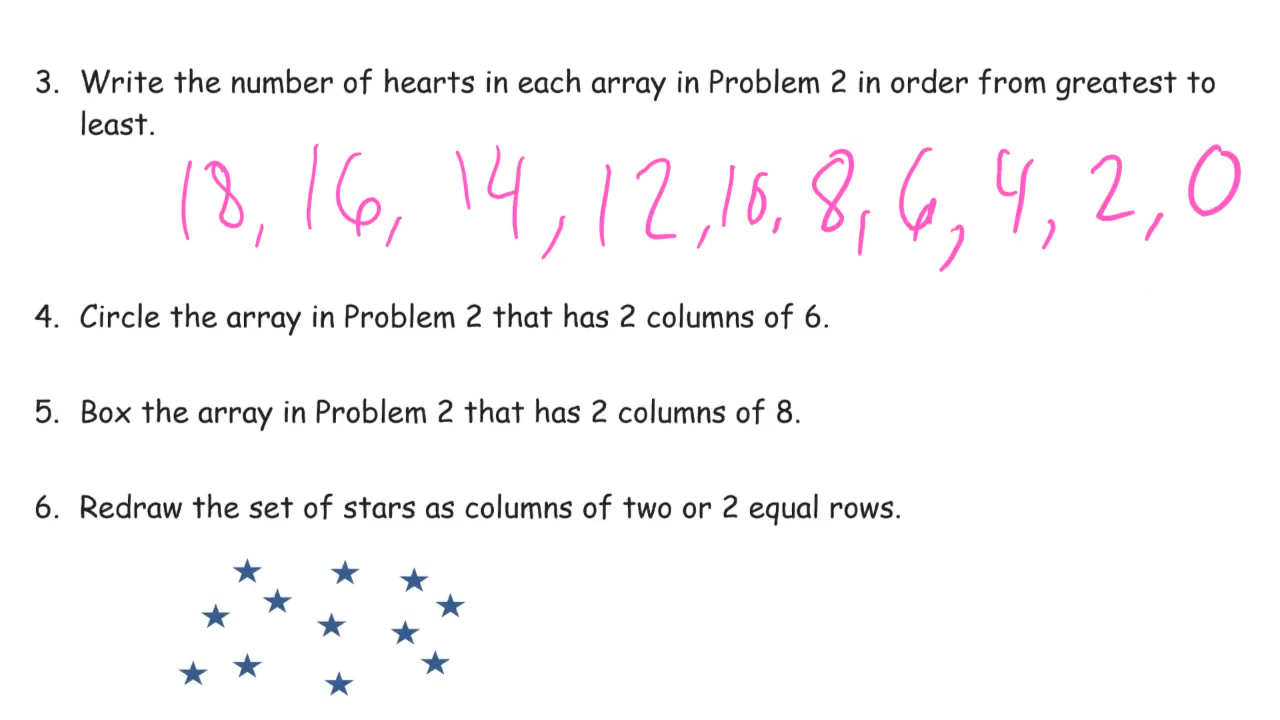 3. Write the number of hearts in each array in Problem 2 in order from greatest to
least.
18, 16, 14, 12, 10, 8, 6, 4, 2, 0
4. Circle the array in Problem 2 that has 2 columns of 6.
5. Box the array in Problem 2 that has 2 columns of 8.
6. Redraw the set of stars as columns of two or 2 equal rows.